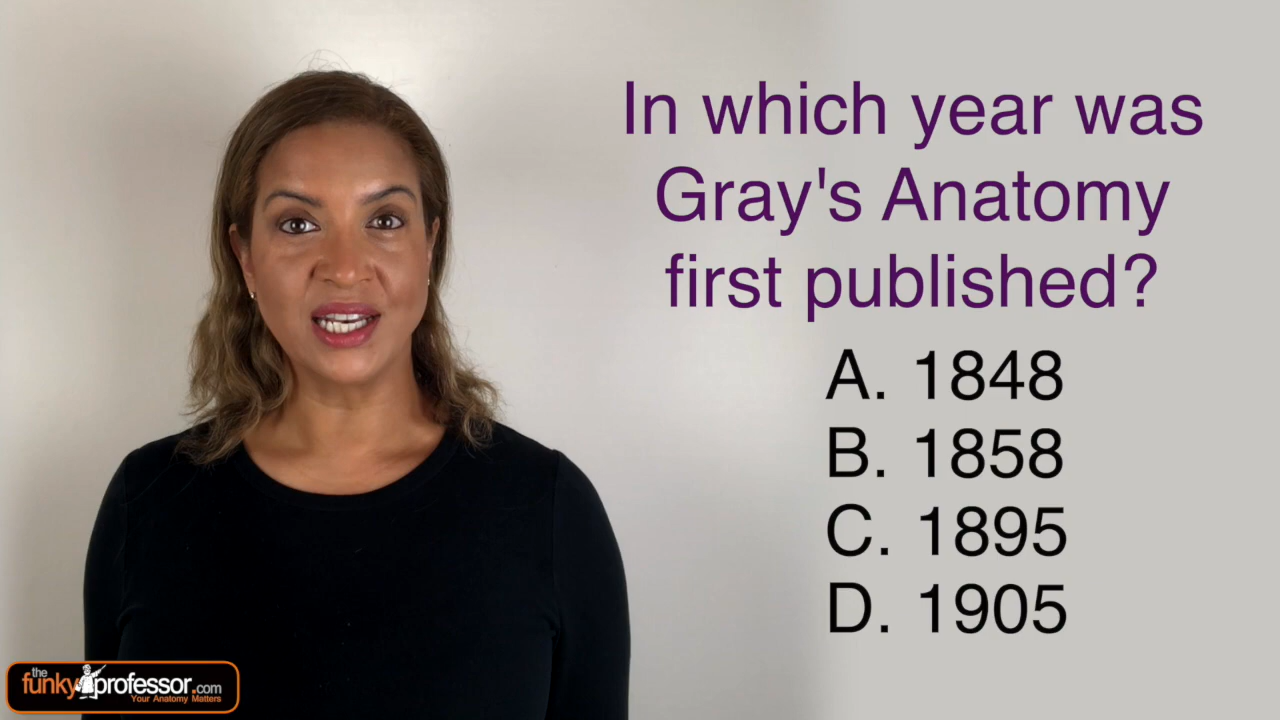 In which year was
Gray's Anatomy
first published?
A. 1848
B. 1858
C. 1895
D. 1905
the
funkyprofessor.com
Your Anatomy Matters